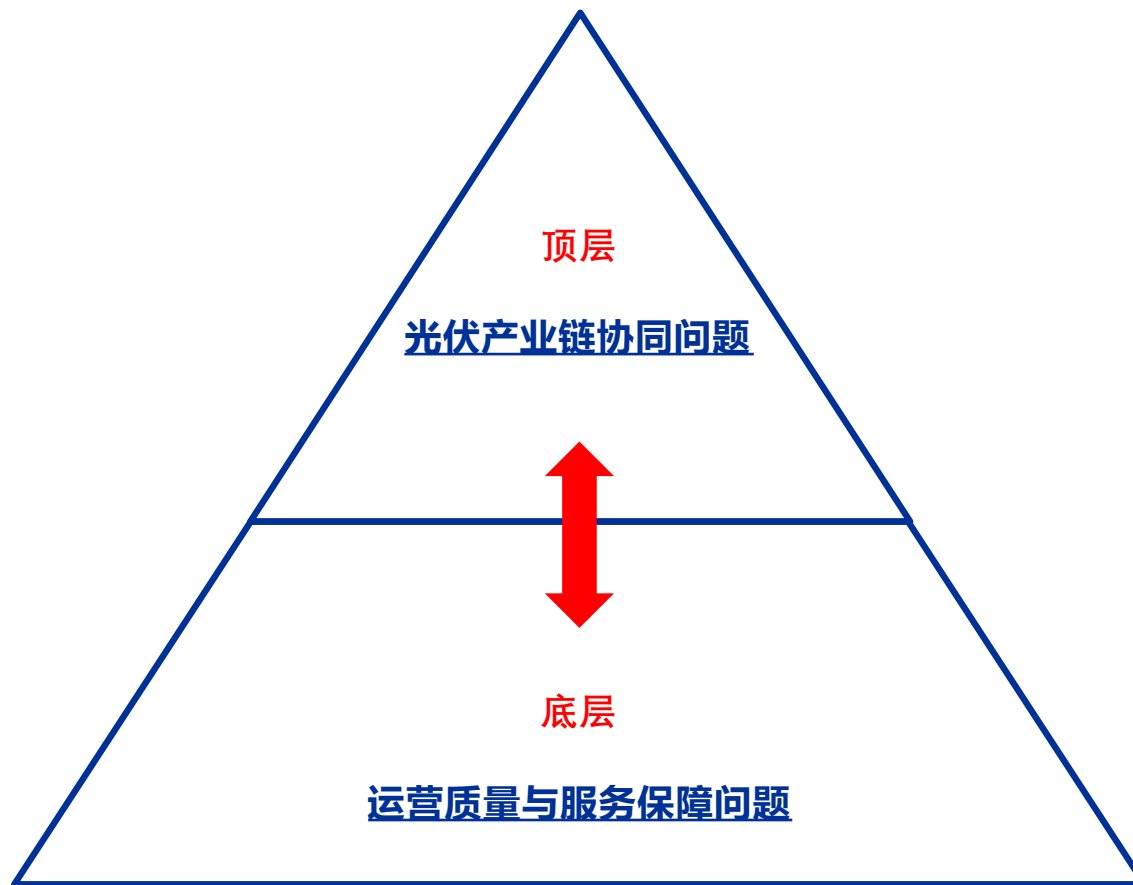 顶层
光伏产业链协同问题
底层
运营质量与服务保障问题